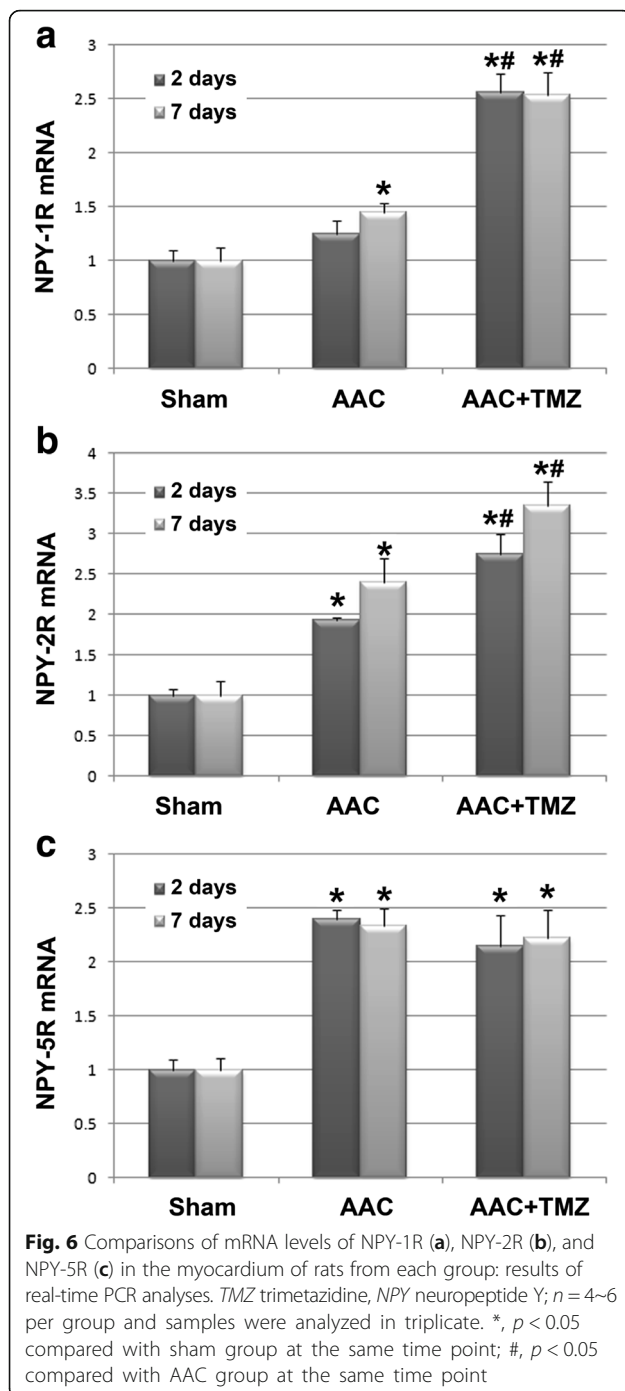 a
3
2.5
2
1.5
1
0.5
0
NPY-1R mRNA
2 days
7 days
*
*#
*#
Sham AAC AAC+TMZ
b
4
3.5
3
2.5
2
1.5
1
0.5
0
NPY-2R mRNA
2 days
7 days
*
*
*#
*#
Sham AAC AAC+TMZ
c
3
2.5
2
1.5
1
0.5
0
NPY-5R mRNA
2 days
7 days
* * * *
Sham AAC AAC+TMZ
Fig. 6 Comparisons of mRNA levels of NPY-1R (a), NPY-2R (b), and
NPY-5R (c) in the myocardium of rats from each group: results of
real-time PCR analyses. TMZ trimetazidine, NPY neuropeptide Y; n = 4~6
per group and samples were analyzed in triplicate. *, p < 0.05
compared with sham group at the same time point; #, p < 0.05
compared with AAC group at the same time point